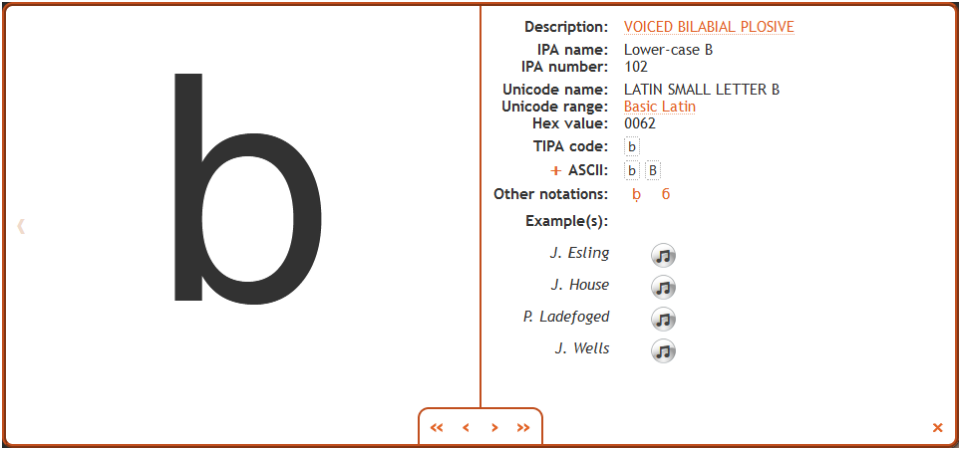 b
Description: VOICED BILABIAL PLOSIVE
IPA name: Lower-case B
IPA number: 102
Unicode name: LATIN SMALL LETTER B
Unicode range: Basic Latin
Hex value: 0062
TIPA code: b
+ ASCII: b B
Other notations: ḅ б
Example(s):
J. Esling
J. House
P. Ladefoged
J. Wells